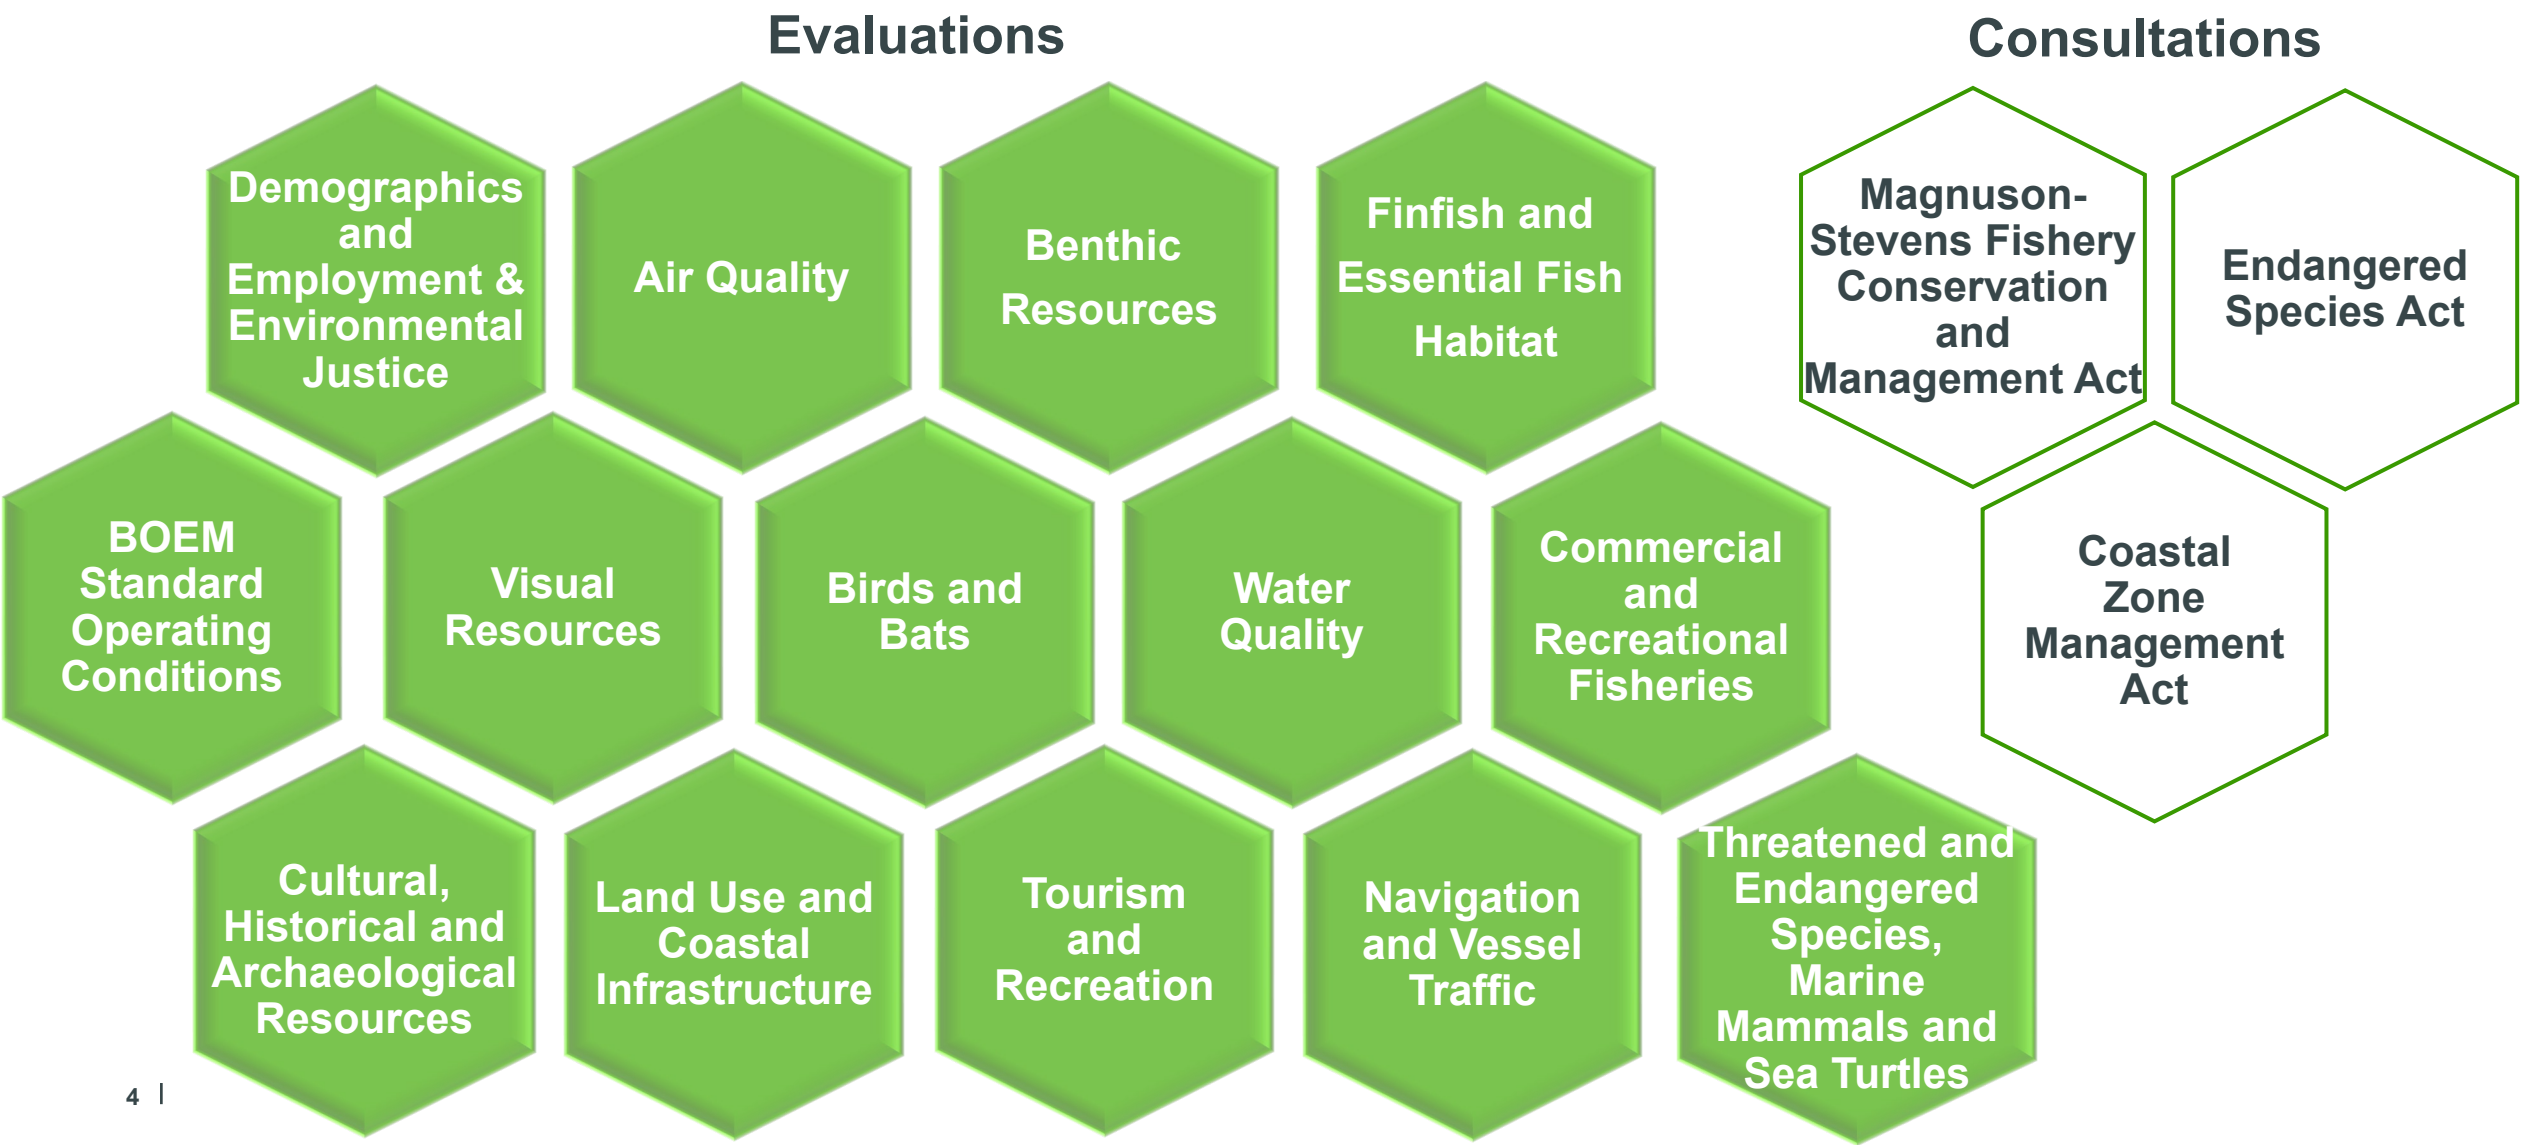 Evaluations
Consultations
Demographics
and
Employment &
Environmental
Justice
Air Quality
Benthic
Resources
Finfish and
Essential Fish
Habitat
Magnuson-
Stevens Fishery
Conservation
and
Management Act
Endangered
Species Act
BOEM
Standard
Operating
Conditions
Visual
Resources
Birds and
Bats
Water
Quality
Commercial
and
Recreational
Fisheries
Coastal
Zone
Management
Act
Cultural,
Historical and
Archaeological
Resources
Land Use and
Coastal
Infrastructure
Tourism
and
Recreation
Navigation
and Vessel
Traffic
Threatened and
Endangered
Species,
Marine
Mammals and
Sea Turtles
4 |